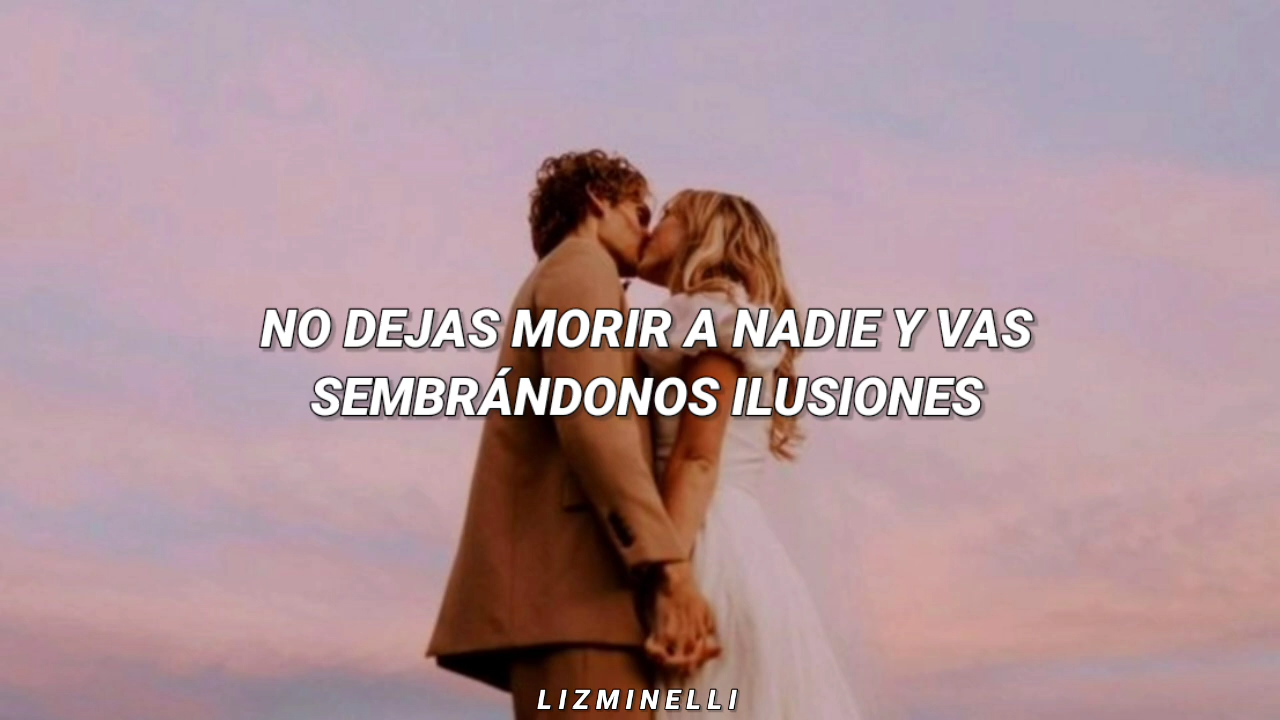 NO DEJAS MORIR A NADIE Y VAS
SEMBRÁNDONOS ILUSIONES
LIZMINELLI